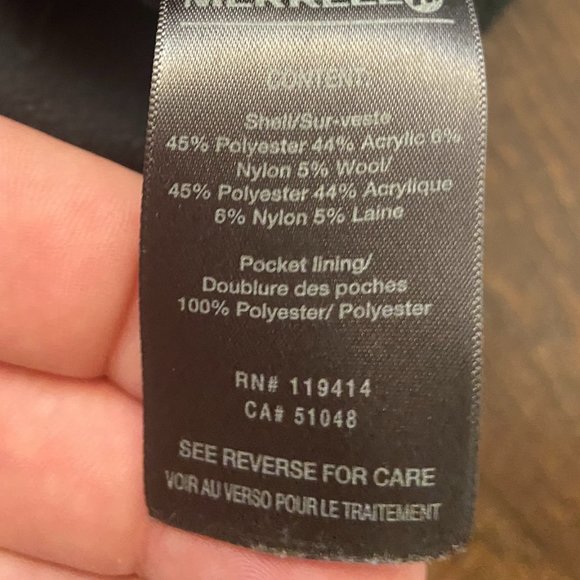 MERRELL
CONTENT:
Shell/Sur-veste
45% Polyester 44% Acrylic 6%
Nylon 5% Wool/
45% Polyester 44% Acrylique
6% Nylon 5% Laine
Pocket lining/
Doublure des poches
100% Polyester/ Polyester
RN# 119414
CA# 51048
SEE REVERSE FOR CARE
VOIR AU VERSO POUR LE TRAITEMENT